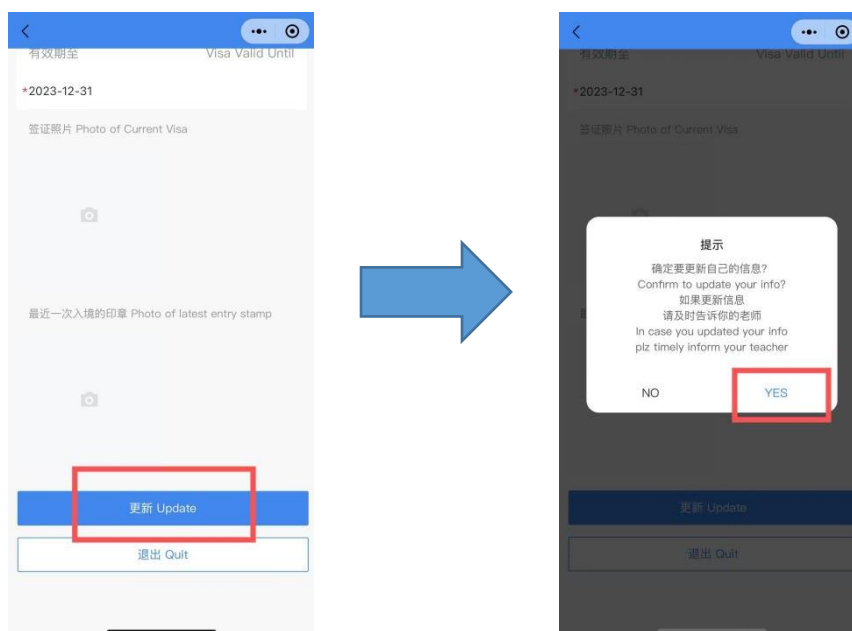 有效期至 Visa Valid Until
*2023-12-31
签证照片 Photo of Current Visa
最近一次入境的印章 Photo of latest entry stamp
更新 Update
退出 Quit
有效期至 Visa Valid Until
*2023-12-31
签证照片 Photo of Current Visa
提示
确定要更新自己的信息?
Confirm to update your info?
如果更新信息
请及时告诉你的老师
In case you updated your info
plz timely inform your teacher
NO YES
更新 Update
退出 Quit